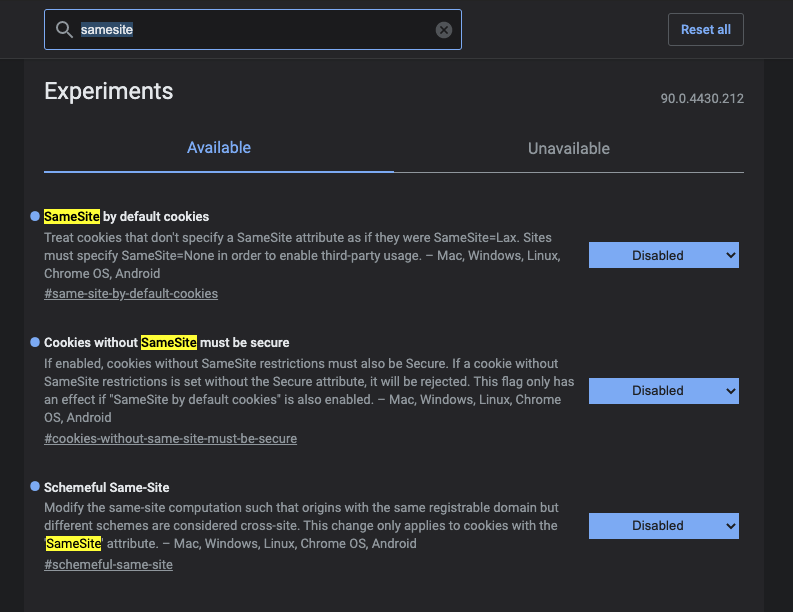 samesite
Reset all
Experiments
90.0.4430.212
Available
Unavailable
SameSite by default cookies
Treat cookies that don't specify a SameSite attribute as if they were SameSite=Lax. Sites
must specify SameSite=None in order to enable third-party usage. – Mac, Windows, Linux,
Chrome OS, Android
#same-site-by-default-cookies
Disabled
Cookies without SameSite must be secure
If enabled, cookies without SameSite restrictions must also be Secure. If a cookie without
SameSite restrictions is set without the Secure attribute, it will be rejected. This flag only has
an effect if "SameSite by default cookies" is also enabled. – Mac, Windows, Linux, Chrome
OS, Android
#cookies-without-same-site-must-be-secure
Disabled
Schemeful Same-Site
Modify the same-site computation such that origins with the same registrable domain but
different schemes are considered cross-site. This change only applies to cookies with the
'SameSite' attribute. – Mac, Windows, Linux, Chrome OS, Android
#schemeful-same-site
Disabled